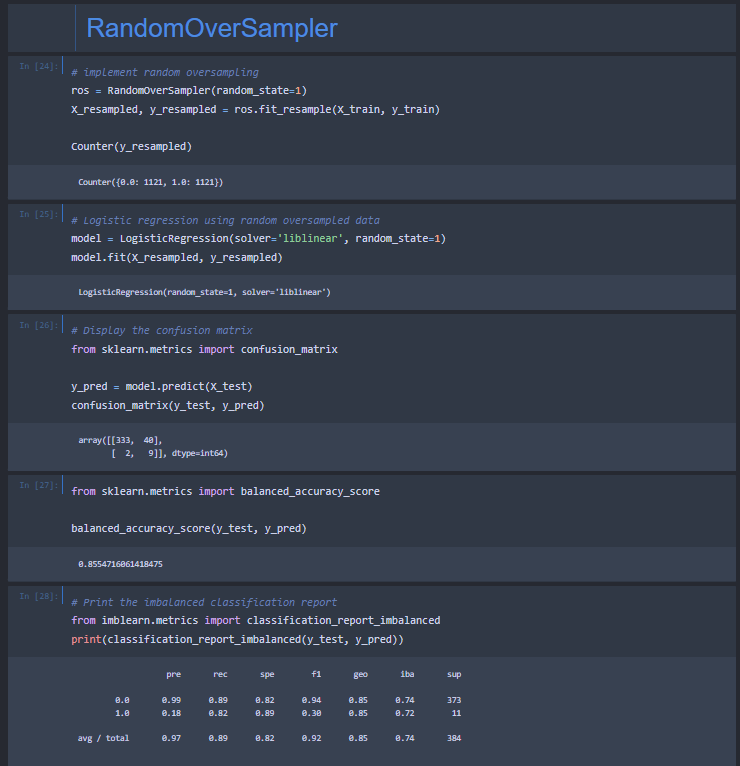 RandomOverSampler
In [24]:
# implement random oversampling
ros = RandomOverSampler(random_state=1)
X_resampled, y_resampled = ros.fit_resample(X_train, y_train)
Counter(y_resampled)
Counter({0.0: 1121, 1.0: 1121})
In [25]:
# Logistic regression using random oversampled data
model = LogisticRegression(solver='liblinear', random_state=1)
model.fit(X_resampled, y_resampled)
LogisticRegression(random_state=1, solver='liblinear')
In [26]:
# Display the confusion matrix
from sklearn.metrics import confusion_matrix
y_pred = model.predict(X_test)
confusion_matrix(y_test, y_pred)
array([[333, 40],
[ 2, 9]], dtype=int64)
In [27]:
from sklearn.metrics import balanced_accuracy_score
balanced_accuracy_score(y_test, y_pred)
0.8554716061418475
In [28]:
# Print the imbalanced classification report
from imblearn.metrics import classification_report_imbalanced
print(classification_report_imbalanced(y_test, y_pred))
pre rec spe f1 geo iba sup
0.0 0.99 0.89 0.82 0.94 0.85 0.74 373
1.0 0.18 0.82 0.89 0.30 0.85 0.72 11
avg / total 0.97 0.89 0.82 0.92 0.85 0.74 384